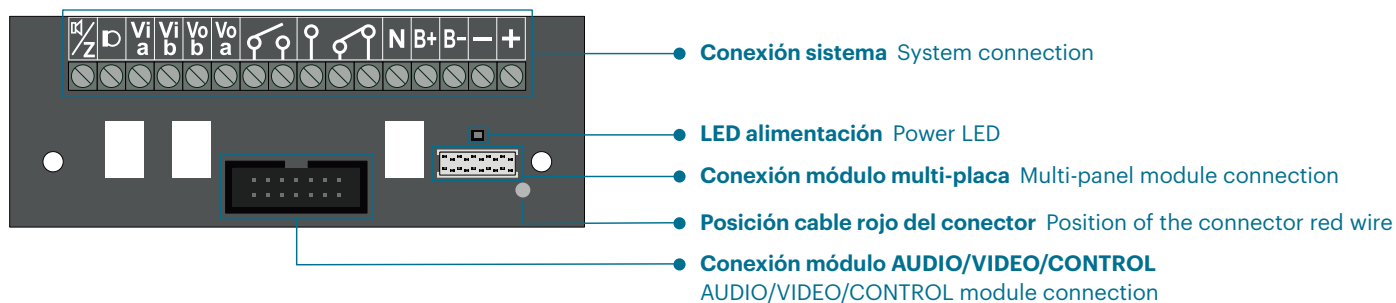 Z Vi a Vi b Vo b Vo a N B+ B- - +
Conexión sistema System connection
LED alimentación Power LED
Conexión módulo multi-placa Multi-panel module connection
Posición cable rojo del conector Position of the connector red wire
Conexión módulo AUDIO/VIDEO/CONTROL
AUDIO/VIDEO/CONTROL module connection